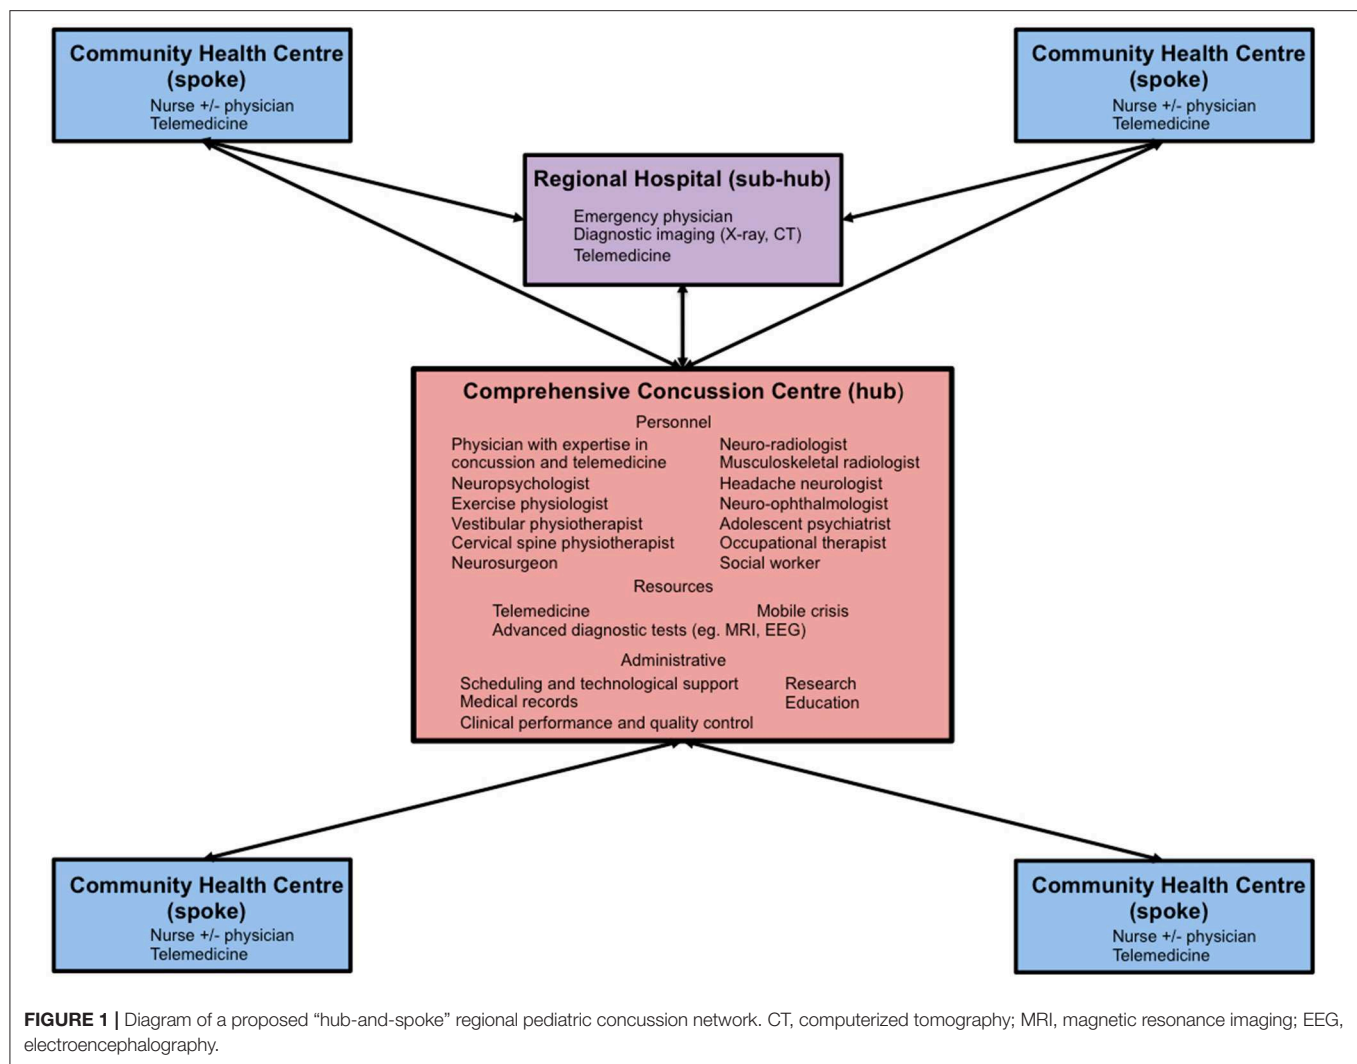 Community Health Centre
(spoke)
Nurse +/- physician
Telemedicine
Community Health Centre
(spoke)
Nurse +/- physician
Telemedicine
Regional Hospital (sub-hub)
Emergency physician
Diagnostic imaging (X-ray, CT)
Telemedicine
Comprehensive Concussion Centre (hub)
Personnel
Physician with expertise in
concussion and telemedicine
Neuropsychologist
Exercise physiologist
Vestibular physiotherapist
Cervical spine physiotherapist
Neurosurgeon
Neuro-radiologist
Musculoskeletal radiologist
Headache neurologist
Neuro-ophthalmologist
Adolescent psychiatrist
Occupational therapist
Social worker
Resources
Telemedicine
Mobile crisis
Advanced diagnostic tests (eg. MRI, EEG)
Administrative
Scheduling and technological support
Medical records
Clinical performance and quality control
Research
Education
Community Health Centre
(spoke)
Nurse +/- physician
Telemedicine
Community Health Centre
(spoke)
Nurse +/- physician
Telemedicine
FIGURE 1 | Diagram of a proposed “hub-and-spoke” regional pediatric concussion network. CT, computerized tomography; MRI, magnetic resonance imaging; EEG,
electroencephalography.